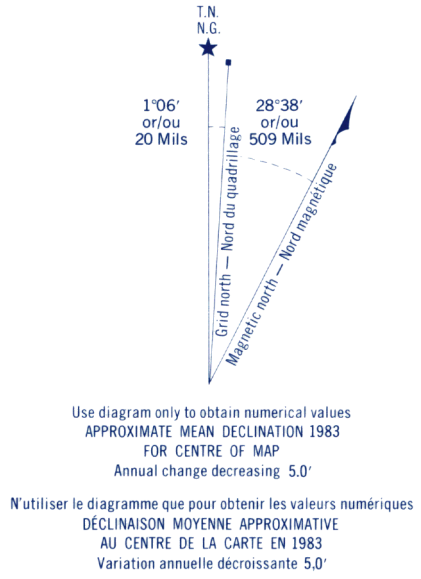 T.N.
N.G.
1°06′
or/ou
20 Mils
28°38′
or/ou
509 Mils
Grid north — Nord du quadrillage
Magnetic north — Nord magnétique
Use diagram only to obtain numerical values
APPROXIMATE MEAN DECLINATION 1983
FOR CENTRE OF MAP
Annual change decreasing 5.0′
N'utiliser le diagramme que pour obtenir les valeurs numériques
DÉCLINAISON MOYENNE APPROXIMATIVE
AU CENTRE DE LA CARTE EN 1983
Variation annuelle décroissante 5,0′